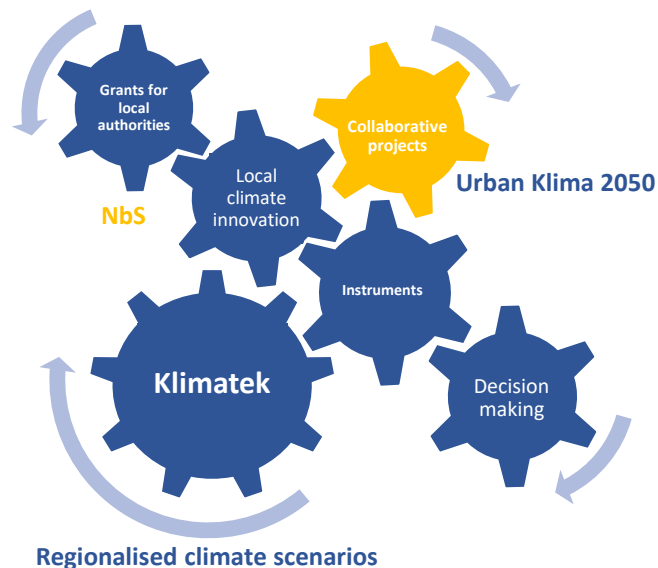 Grants for
local
authorities
Collaborative
projects
Local
climate
innovation
Urban Klima 2050
NbS
Instruments
Klimatek
Decision
making
Regionalised climate scenarios